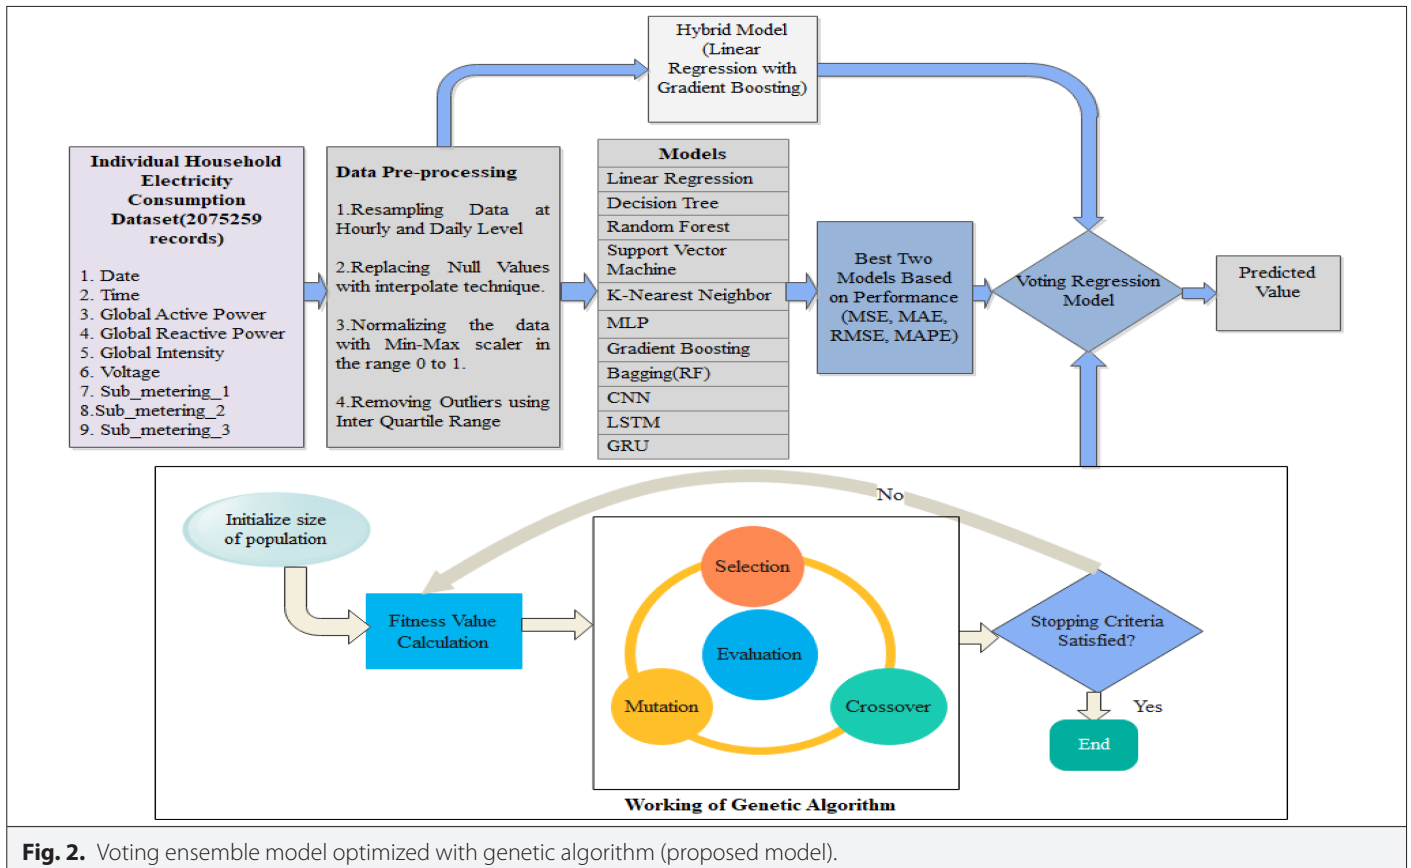 Hybrid Model
(Linear
Regression with
Gradient Boosting)
Individual Household
Electricity
Consumption
Dataset(2075259
records)
1. Date
2. Time
3. Global Active Power
4. Global Reactive Power
5. Global Intensity
6. Voltage
7. Sub_metering_1
8.Sub_metering_2
9. Sub_metering_3
Data Pre-processing
1.Resampling Data at
Hourly and Daily Level
2.Replacing Null Values
with interpolate technique.
3.Normalizing the data
with Min-Max scaler in
the range 0 to 1.
4.Removing Outliers using
Inter Quartile Range
Models
Linear Regression
Decision Tree
Random Forest
Support Vector
Machine
K-Nearest Neighbor
MLP
Gradient Boosting
Bagging(RF)
CNN
LSTM
GRU
Best Two
Models Based
on Performance
(MSE, MAE,
RMSE, MAPE)
Voting Regression
Model
Predicted
Value
Initialize size
of population
Fitness Value
Calculation
No
Selection
Evaluation
Mutation
Crossover
Stopping Criteria
Satisfied?
Yes
End
Working of Genetic Algorithm
Fig. 2. Voting ensemble model optimized with genetic algorithm (proposed model).